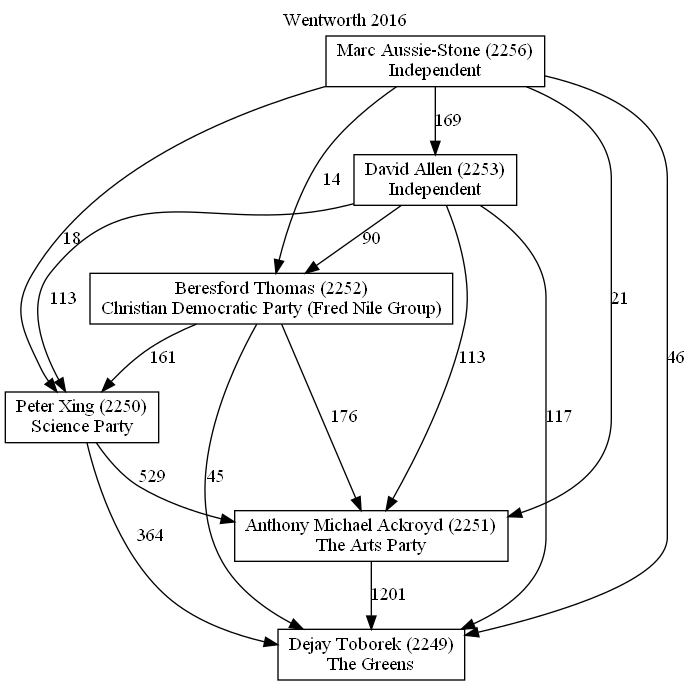 Wentworth 2016
Marc Aussie-Stone (2256)
Independent
169
David Allen (2253)
Independent
14
90
18
113
21
46
Beresford Thomas (2252)
Christian Democratic Party (Fred Nile Group)
161
113
Peter Xing (2250)
Science Party
176
117
529
45
364
Anthony Michael Ackroyd (2251)
The Arts Party
1201
Dejay Toborek (2249)
The Greens